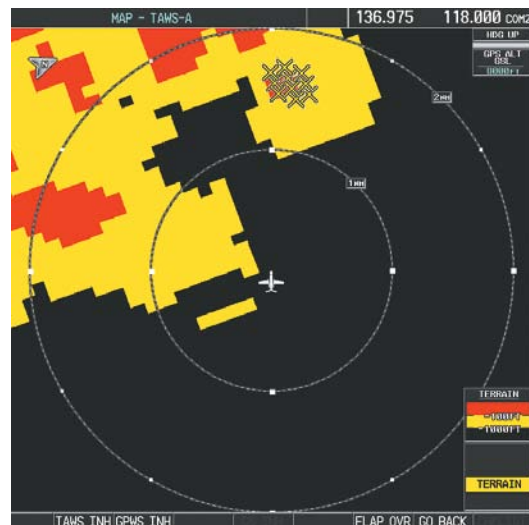 MAP - TAWS-A
136.975 118.000 COM2
HDG UP
GPS ALT
GSL
N
2NM
1NM
TERRAIN
-100FT
-1000FT
TERRAIN
TAWS INH GPWS INH FLAP OVR GO BACK